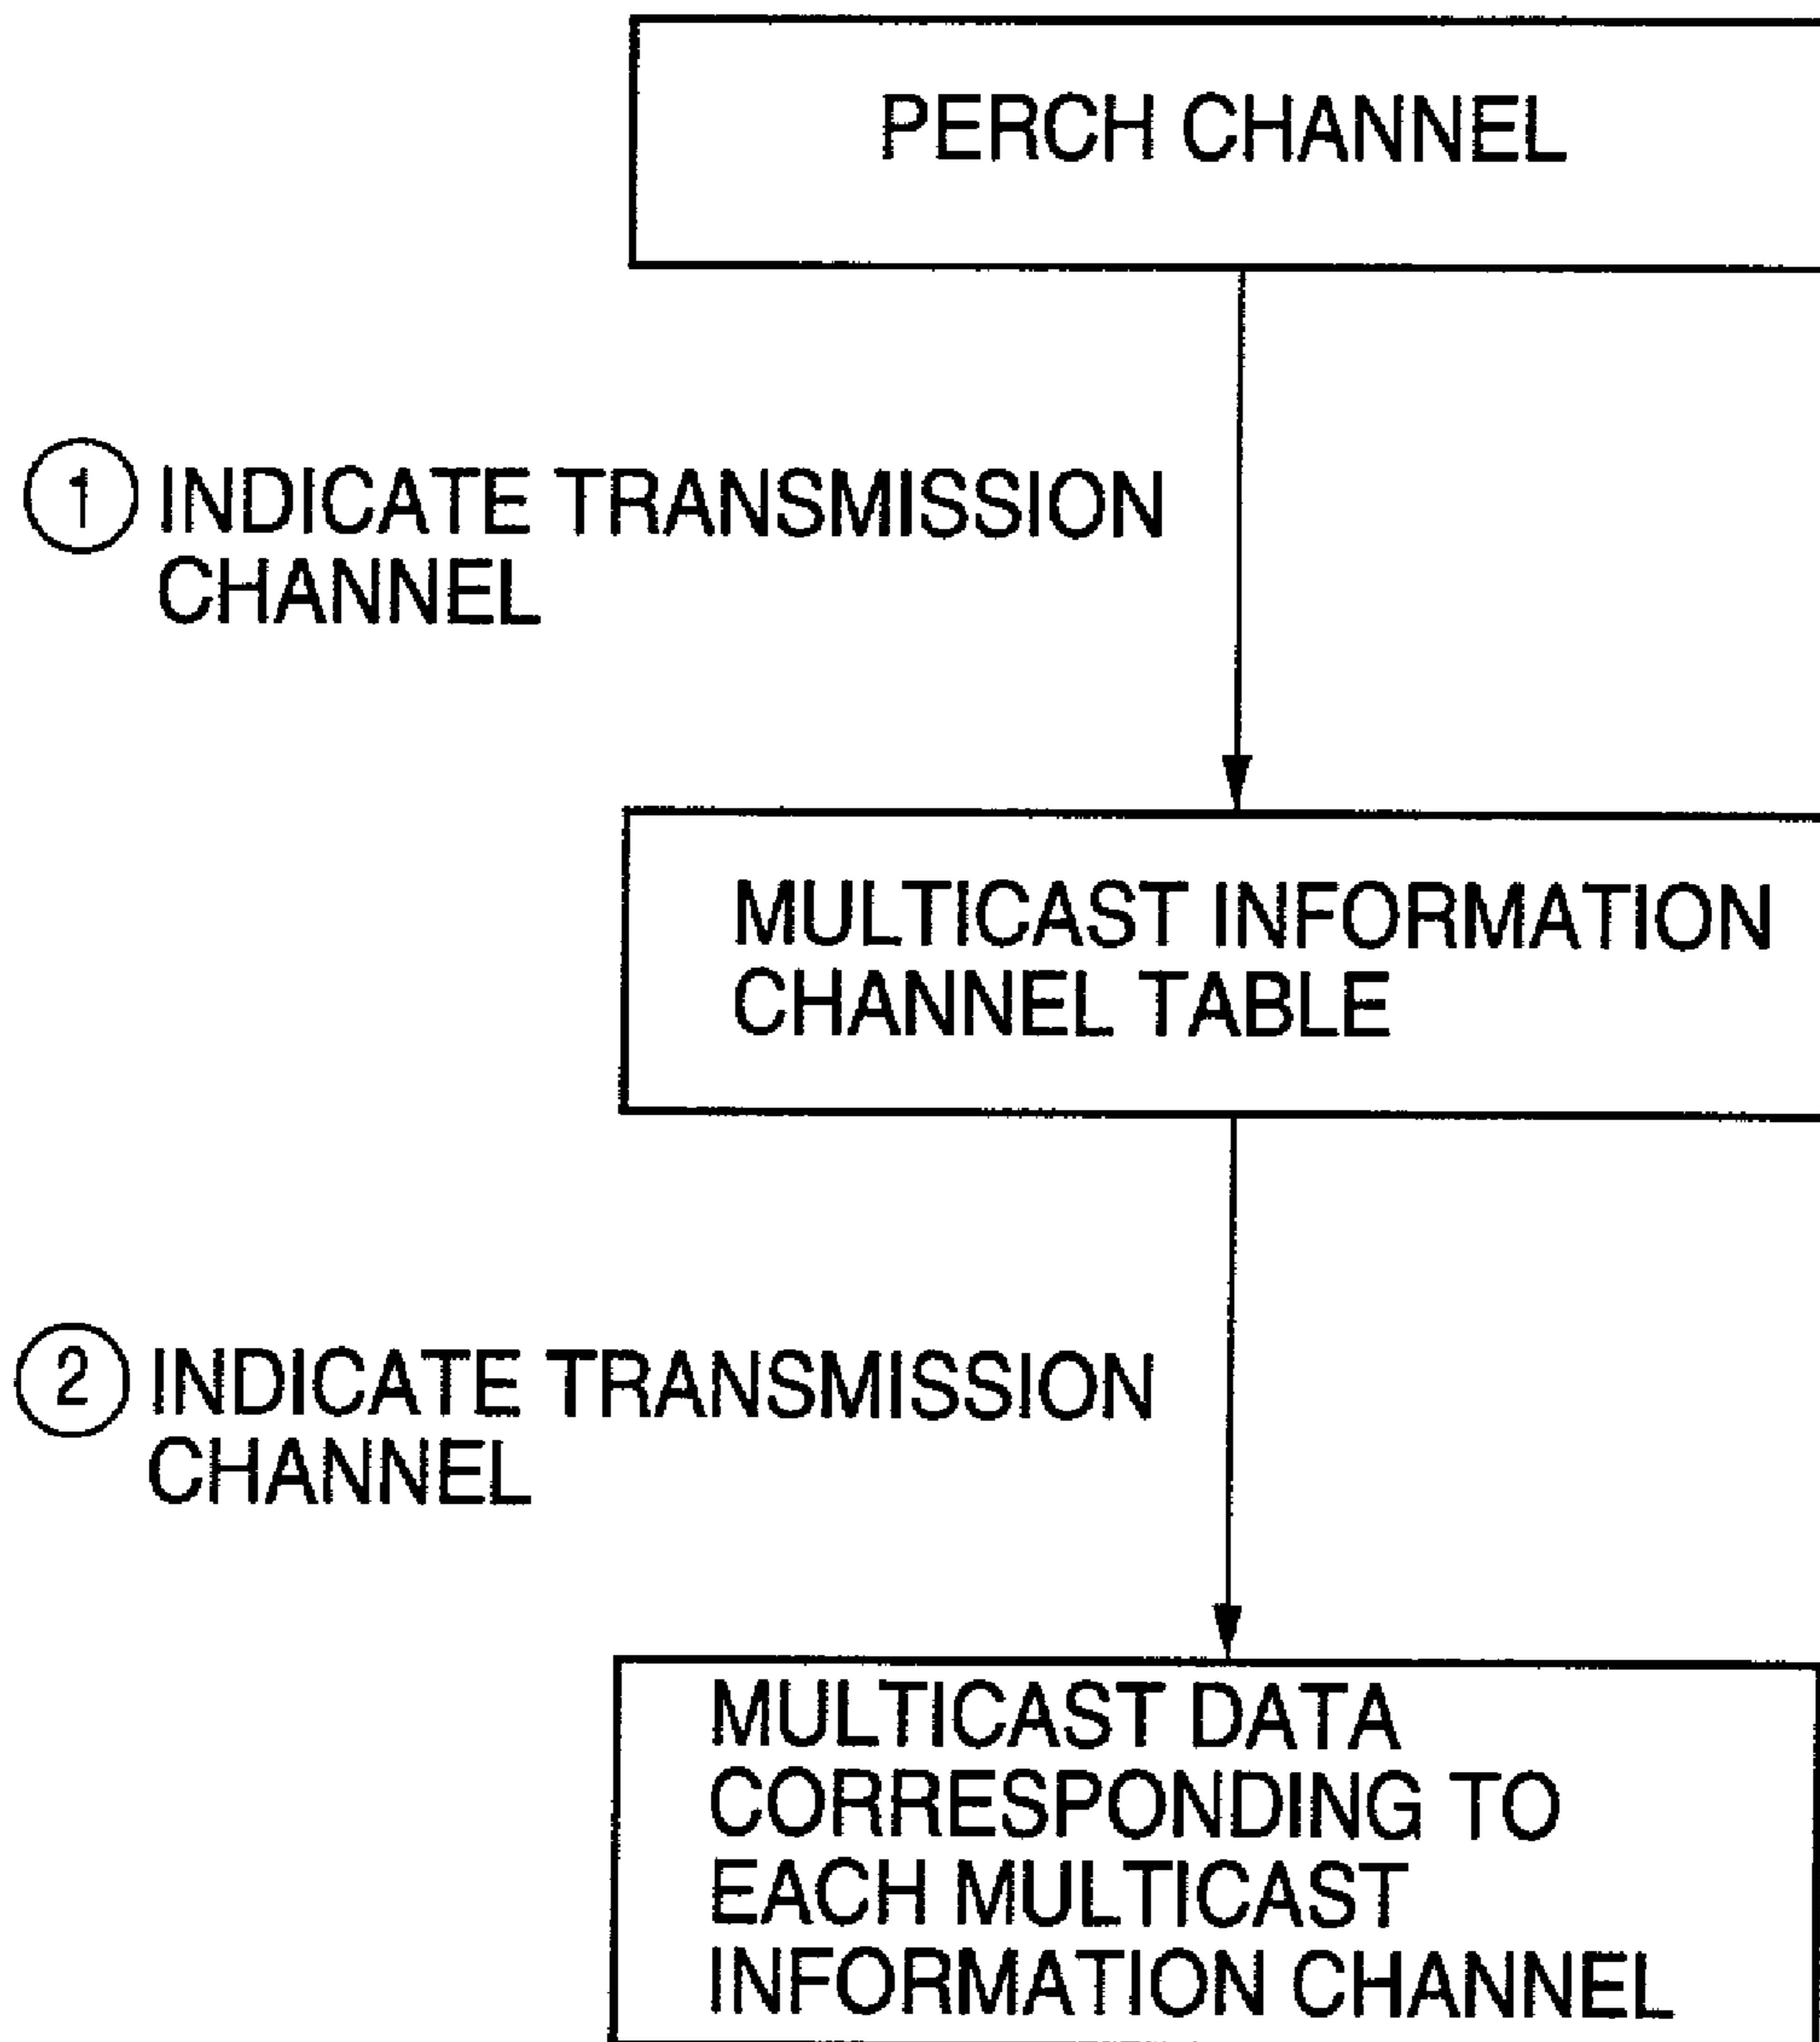 PERCH CHANNEL
① INDICATE TRANSMISSION
CHANNEL
MULTICAST INFORMATION
CHANNEL TABLE
② INDICATE TRANSMISSION
CHANNEL
MULTICAST DATA
CORRESPONDING TO
EACH MULTICAST
INFORMATION CHANNEL